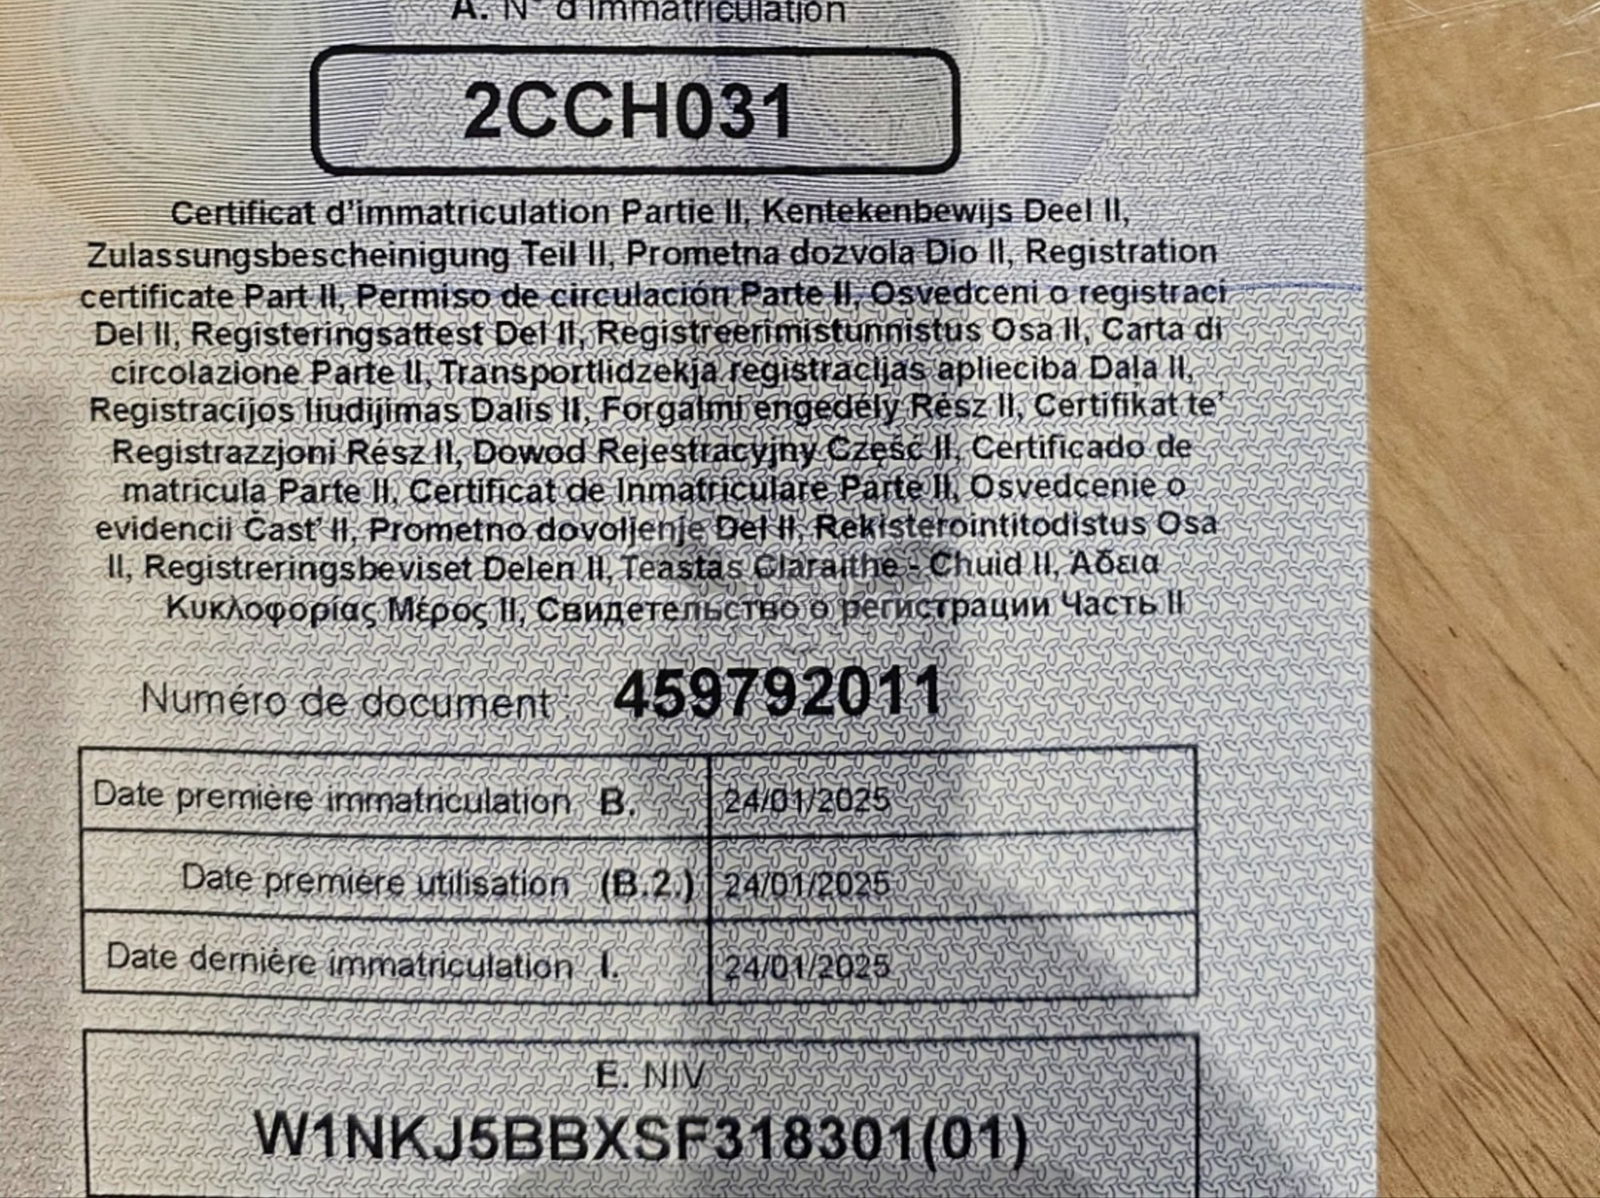 A. N° d'immatriculation
2CCH031
Certificat d'immatriculation Partie II, Kentekenbewijs Deel II,
Zulassungsbescheinigung Teil II, Prometna dozvola Dio II, Registration
certificate Part II, Permiso de circulación Parte II, Osvedceni o registraci
Del II, Registeringsattest Del II, Registreerimistunnistus Osa II, Carta di
circolazione Parte II, Transportlidzekja registracijas aplieciba Daļa II,
Registracijos liudijimas Dalis II, Forgalmi engedély Rész II, Certifikat te'
Registrazzjoni Rész II, Dowod Rejestracyjny Część II, Certificado de
matricula Parte II, Certificat de Inmatriculare Parte II, Osvedcenie o
evidencii Čast' II, Prometno dovoljenje Del II, Rekisterointitodistus Osa
II, Registreringsbeviset Delen II, Teastas Claraithe - Chuid II, Άδεια
Κυκλοφορίας Μέρος II, Свидетельство о регистрации Часть II
Numéro de document : 459792011
Date première immatriculation B. 24/01/2025
Date première utilisation (B.2.) 24/01/2025
Date dernière immatriculation I. 24/01/2025
E. NIV
W1NKJ5BBXSF318301(01)